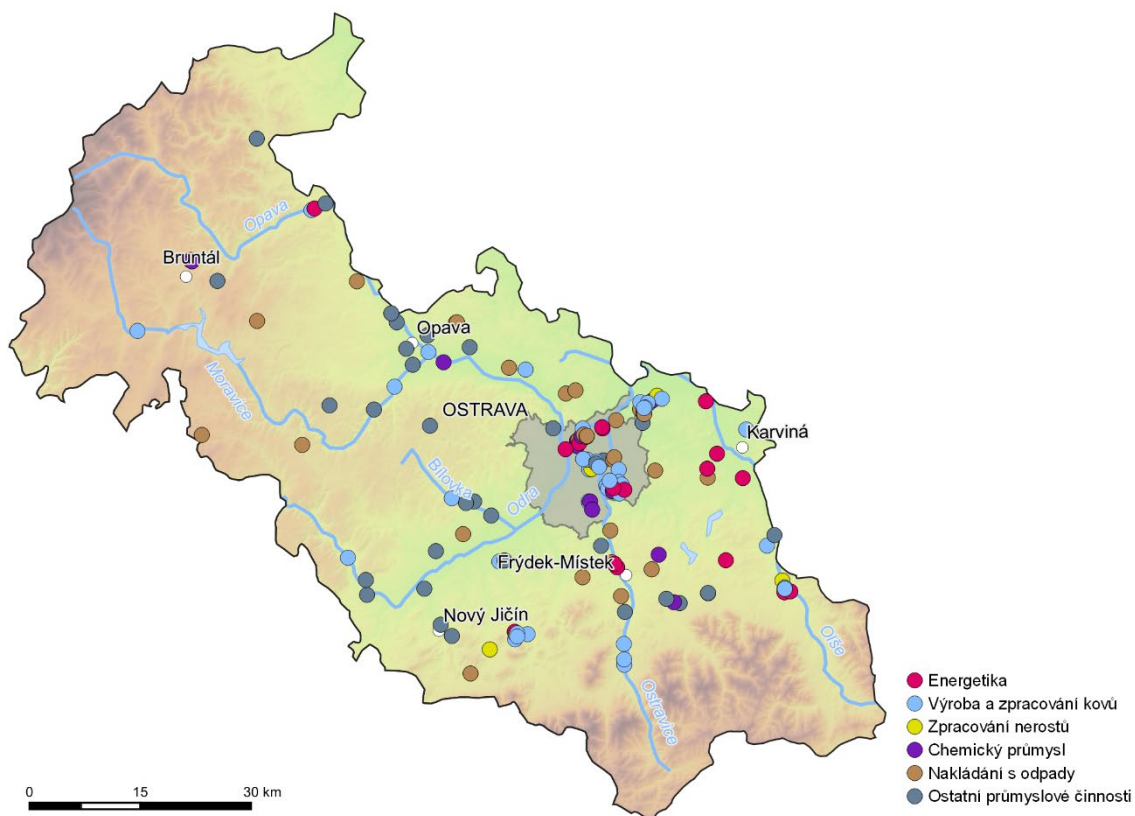 Opava
Bruntál
Opava
Moravice
OSTRAVA
Karviná
Bílovka
Odra
Frýdek-Místek
Nový Jičín
Olše
Ostravice
Energetika
Výroba a zpracování kovů
Zpracování nerostů
Chemický průmysl
Nakládání s odpady
Ostatní průmyslové činnosti
0 15 30 km